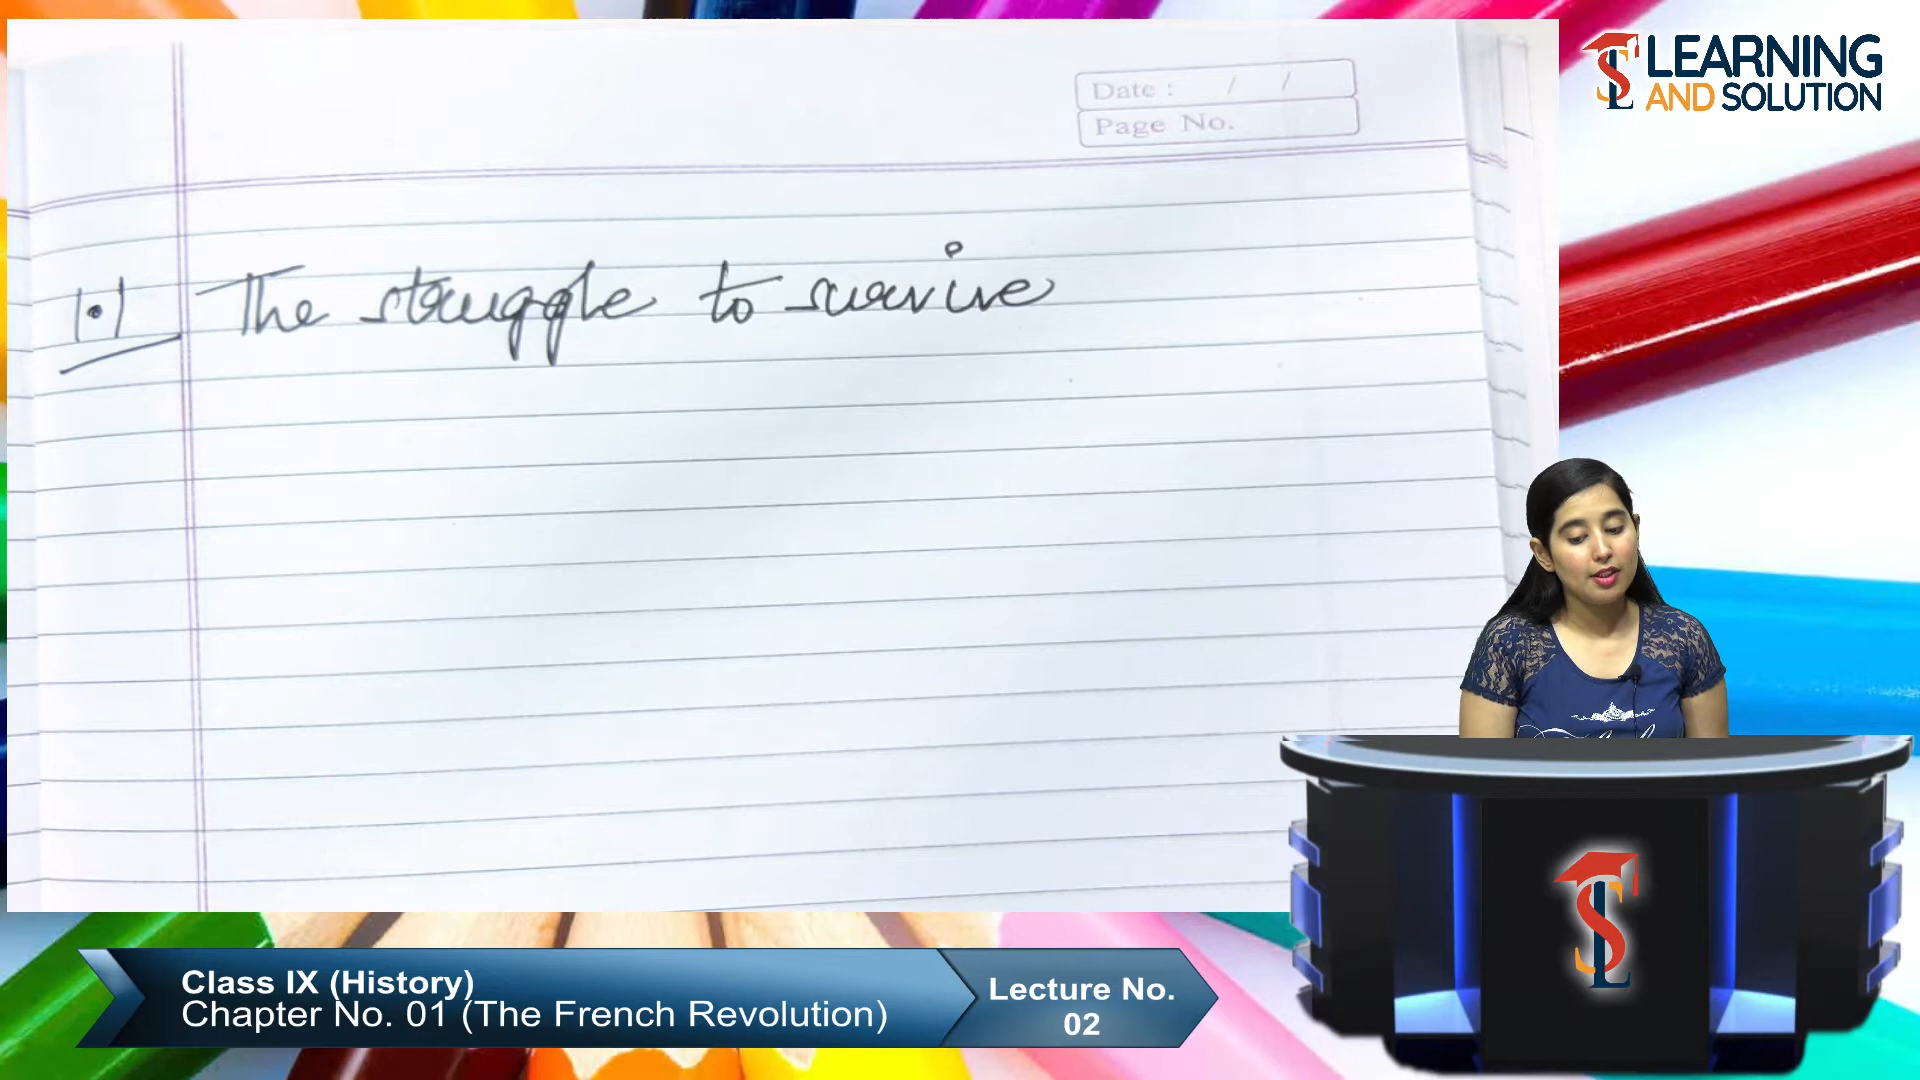 Date : / /
Page No.
1.1 The struggle to survive
LEARNING
AND SOLUTION
Class IX (History)
Chapter No. 01 (The French Revolution)
Lecture No.
02